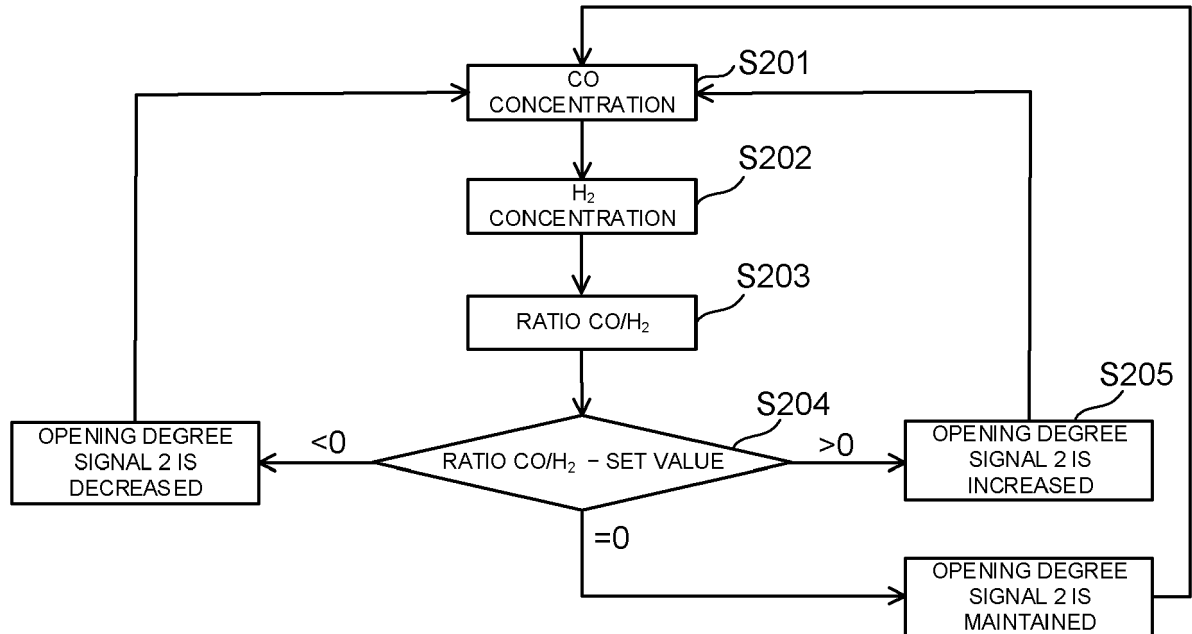 S201
CO
CONCENTRATION
S202
H₂
CONCENTRATION
S203
RATIO CO/H₂
S204
RATIO CO/H₂ – SET VALUE
<0
>0
=0
OPENING DEGREE
SIGNAL 2 IS
DECREASED
S205
OPENING DEGREE
SIGNAL 2 IS
INCREASED
OPENING DEGREE
SIGNAL 2 IS
MAINTAINED